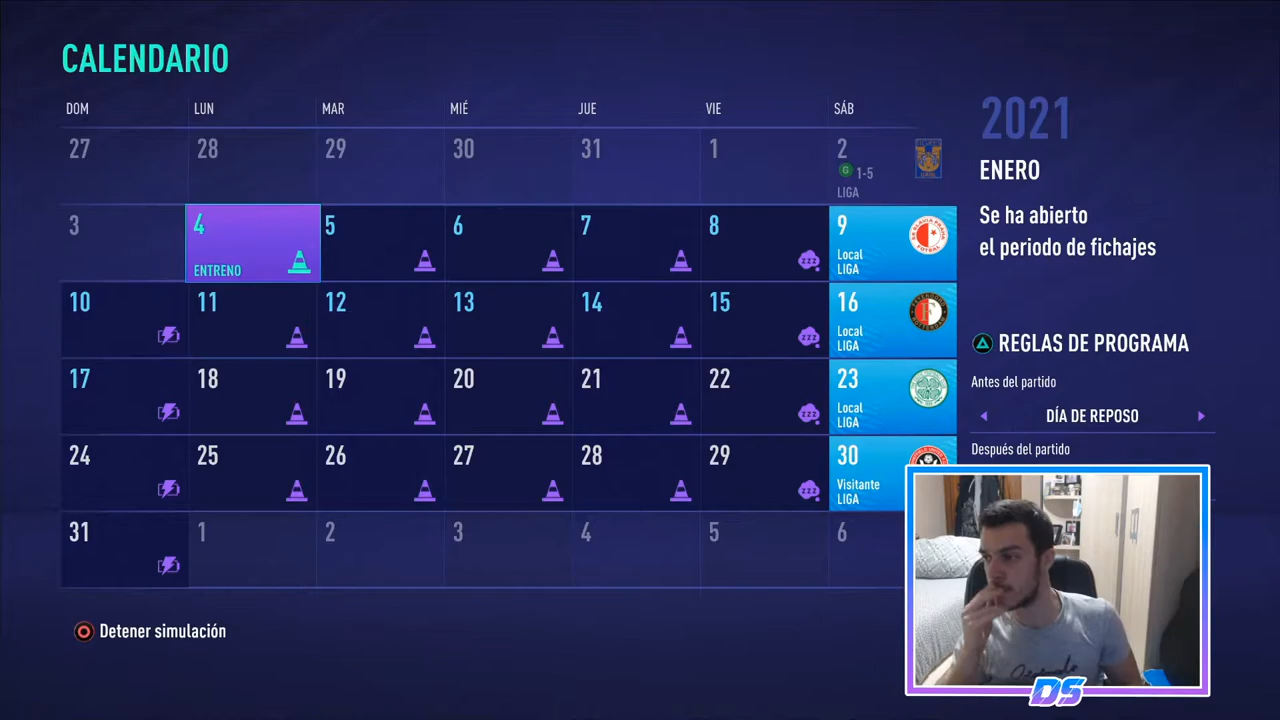 CALENDARIO
DOM LUN MAR MIÉ JUE VIE SÁB
27 28 29 30 31 1 2
G 1-5
LIGA
3 4 5 6 7 8 9
ENTRENO
Local
LIGA
10 11 12 13 14 15 16
Local
LIGA
17 18 19 20 21 22 23
Local
LIGA
24 25 26 27 28 29 30
Visitante
LIGA
31 1 2 3 4 5 6
2021
ENERO
Se ha abierto
el periodo de fichajes
REGLAS DE PROGRAMA
Antes del partido
DÍA DE REPOSO
Después del partido
Detener simulación
zzz
zzz
zzz
zzz
DS